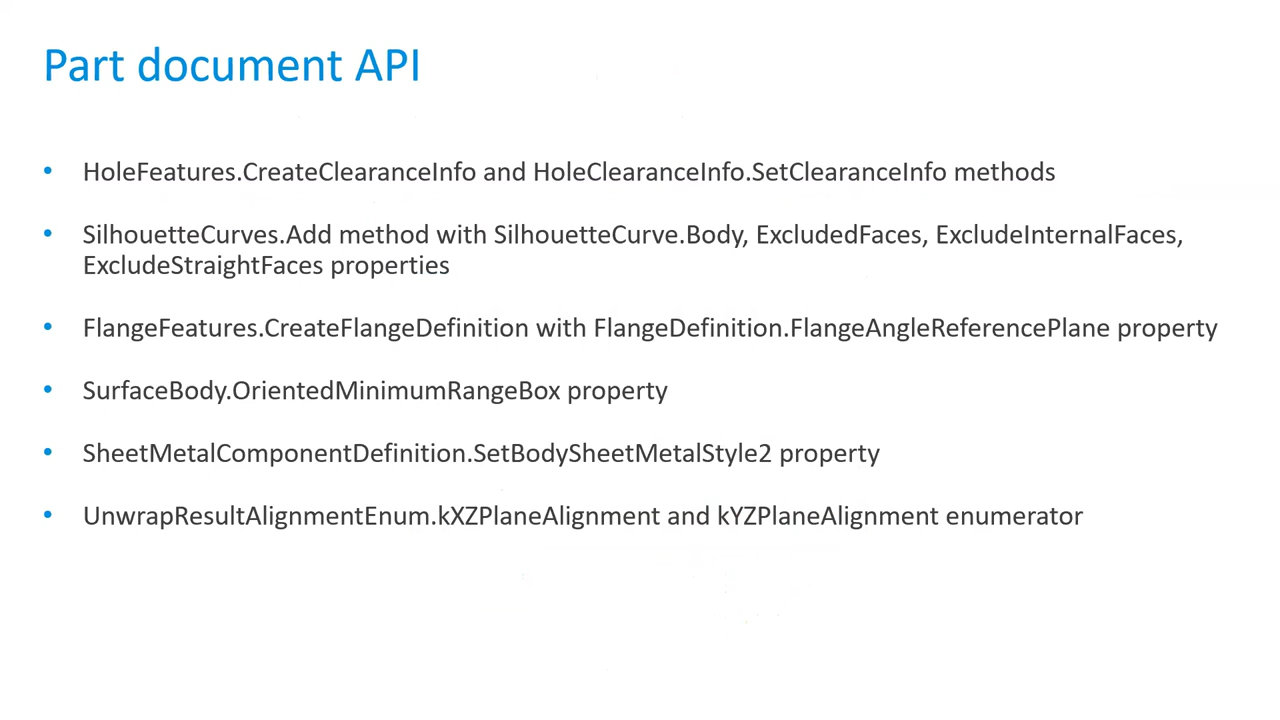 Part document API
• HoleFeatures.CreateClearanceInfo and HoleClearanceInfo.SetClearanceInfo methods
• SilhouetteCurves.Add method with SilhouetteCurve.Body, ExcludedFaces, ExcludeInternalFaces,
ExcludeStraightFaces properties
• FlangeFeatures.CreateFlangeDefinition with FlangeDefinition.FlangeAngleReferencePlane property
• SurfaceBody.OrientedMinimumRangeBox property
• SheetMetalComponentDefinition.SetBodySheetMetalStyle2 property
• UnwrapResultAlignmentEnum.kXZPlaneAlignment and kYZPlaneAlignment enumerator